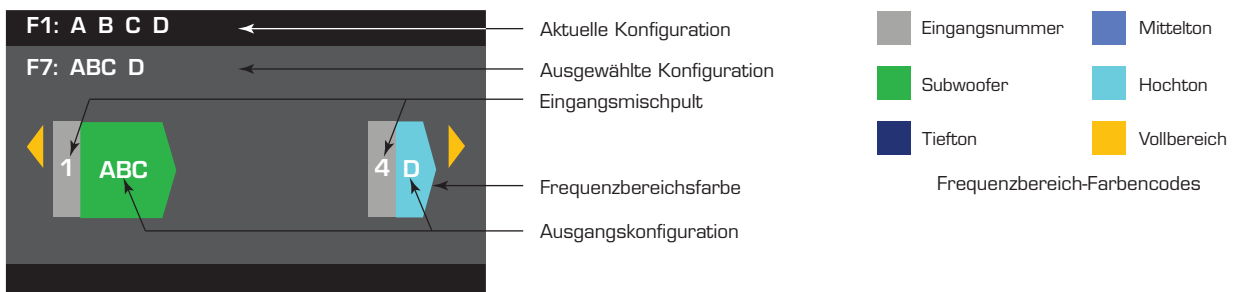 F1: A B C D
F7: ABC D
1 ABC
4 D
Aktuelle Konfiguration
Ausgewählte Konfiguration
Eingangsmischpult
Frequenzbereichsfarbe
Ausgangskonfiguration
Eingangsnummer
Mittelton
Subwoofer
Hochton
Tiefton
Vollbereich
Frequenzbereich-Farbencodes